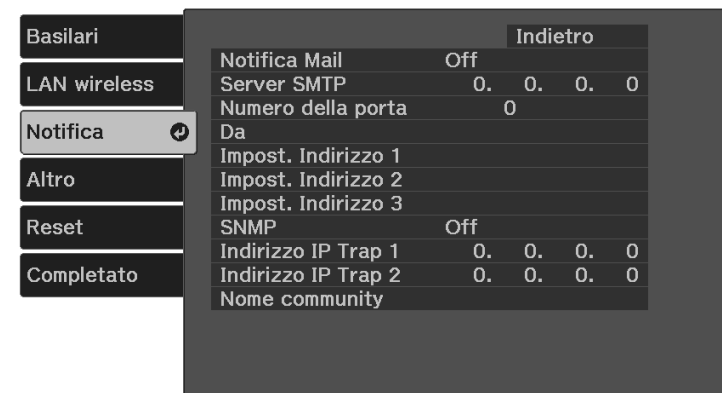 Basilari
LAN wireless
Notifica
Altro
Reset
Completato
Indietro
Notifica Mail Off
Server SMTP 0. 0. 0. 0
Numero della porta 0
Da
Impost. Indirizzo 1
Impost. Indirizzo 2
Impost. Indirizzo 3
SNMP Off
Indirizzo IP Trap 1 0. 0. 0. 0
Indirizzo IP Trap 2 0. 0. 0. 0
Nome community